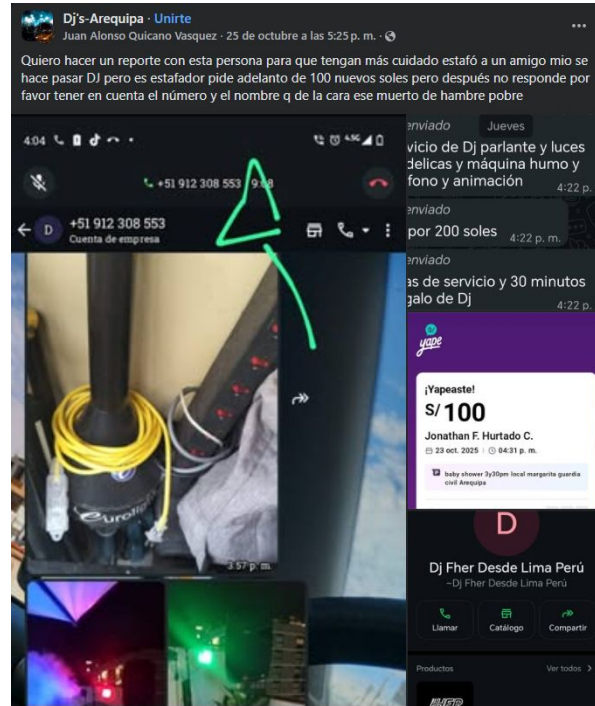 Dj's-Arequipa · Unirte
Juan Alonso Quicano Vasquez · 25 de octubre a las 5:25 p. m. ·
Quiero hacer un reporte con esta persona para que tengan más cuidado estafó a un amigo mio se
hace pasar DJ pero es estafador pide adelanto de 100 nuevos soles pero después no responde por
favor tener en cuenta el número y el nombre q de la cara ese muerto de hambre pobre
4:04
4.5G
+51 912 308 553 9:08
D
+51 912 308 553
Cuenta de empresa
Eurolight
3:57 p. m.
enviado
Jueves
vicio de Dj parlante y luces
delicas y máquina humo y
fono y animación
4:22 p.
enviado
por 200 soles
4:22 p. m.
enviado
as de servicio y 30 minutos
galo de Dj
4:22 p.
yape
¡Yapeaste!
S/ 100
Jonathan F. Hurtado C.
23 oct. 2025 | 04:31 p. m.
baby shower 3y30pm local margarita guardia
civil Arequipa
D
Dj Fher Desde Lima Perú
~Dj Fher Desde Lima Perú
Llamar
Catálogo
Compartir
Productos
Ver todos